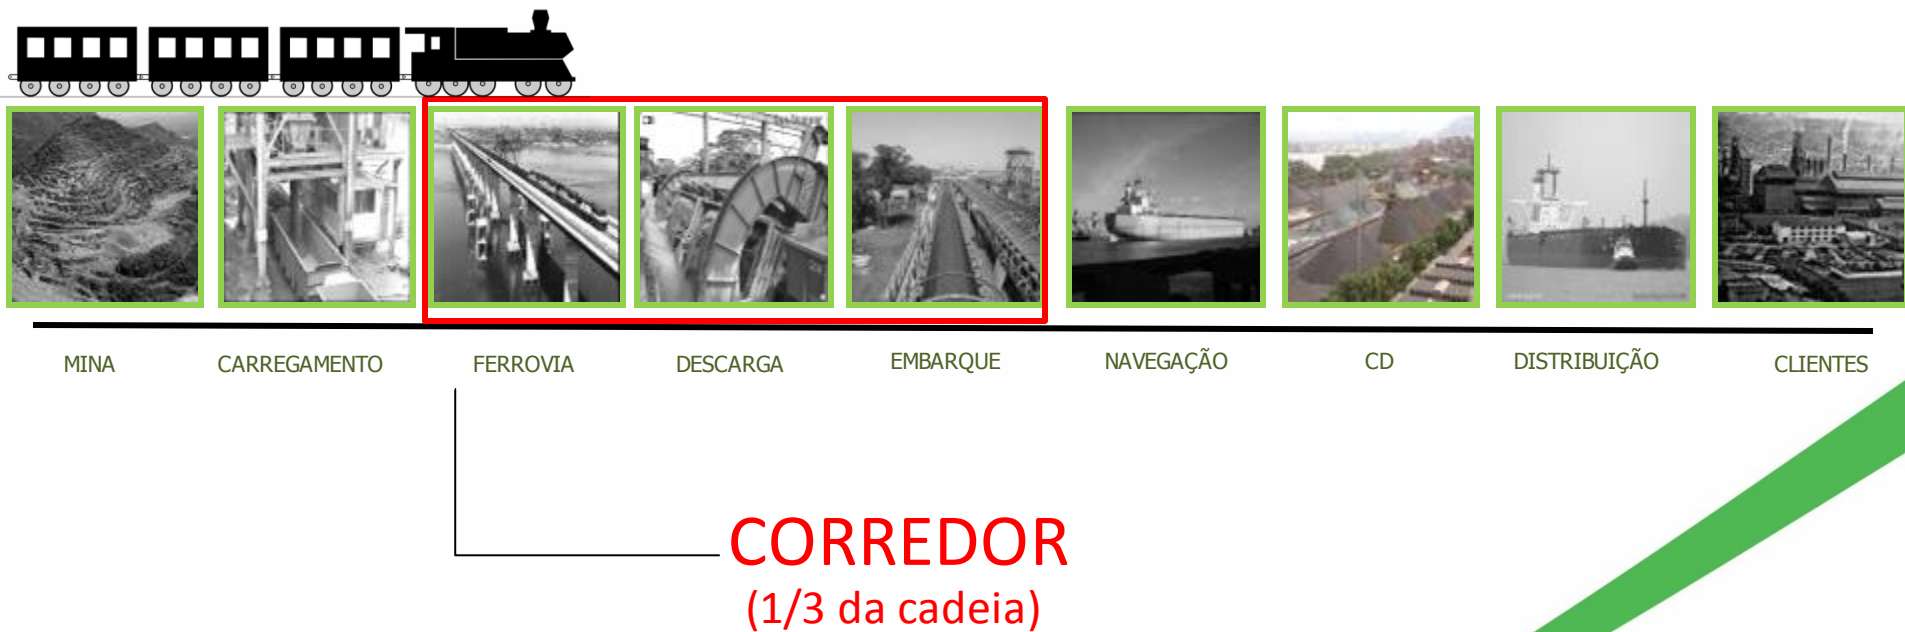 MINA
CARREGAMENTO
FERROVIA
DESCARGA
EMBARQUE
NAVEGAÇÃO
CD
DISTRIBUIÇÃO
CLIENTES
CORREDOR
(1/3 da cadeia)